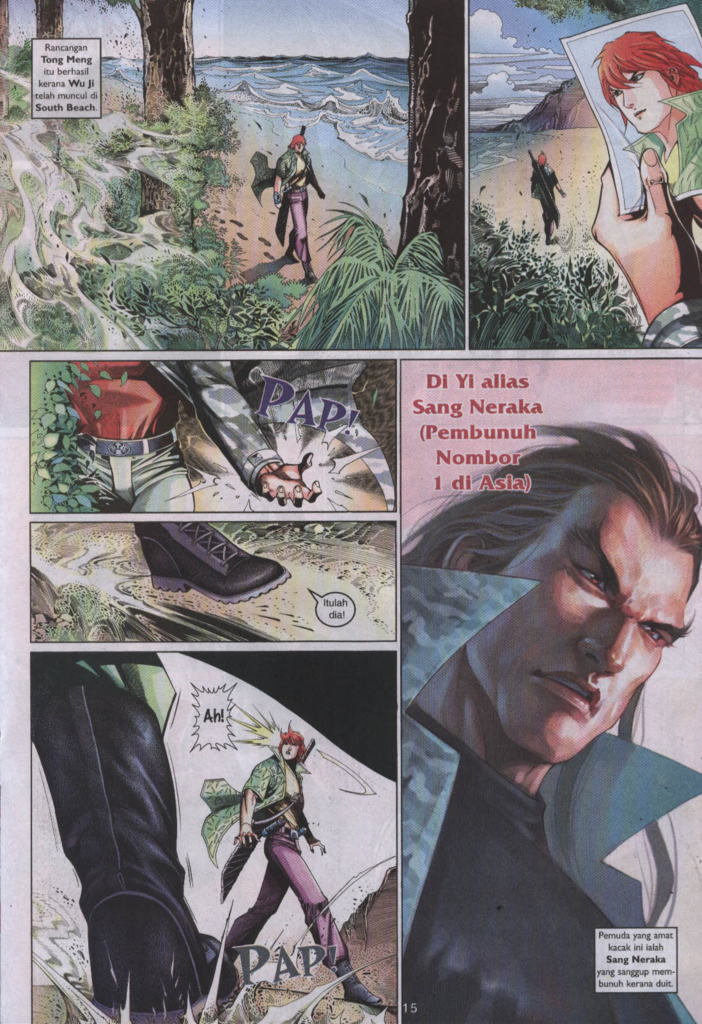 Rancangan
Tong Meng
itu berhasil
kerana Wu Ji
telah muncul di
South Beach.
PAP!
Itulah
dia!
Ah!
PAP!
Di Yi alias
Sang Neraka
(Pembunuh
Nombor
1 di Asia)
Pemuda yang amat
kacak ini ialah
Sang Neraka
yang sanggup mem-
bunuh kerana duit.
15